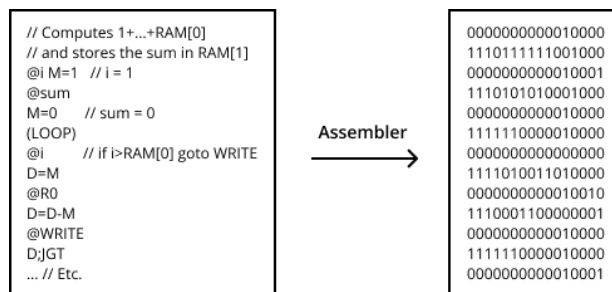 // Computes 1+...+RAM[0]
// and stores the sum in RAM[1]
@i M=1 // i = 1
@sum
M=0 // sum = 0
(LOOP)
@i // if i>RAM[0] goto WRITE
D=M
@R0
D=D-M
@WRITE
D;JGT
... // Etc.
Assembler
0000000000010000
1110111111001000
0000000000010001
1110101010001000
0000000000010000
1111110000010000
0000000000000000
1111010011010000
0000000000010010
1110001100000001
0000000000010000
1111110000010000
0000000000010001